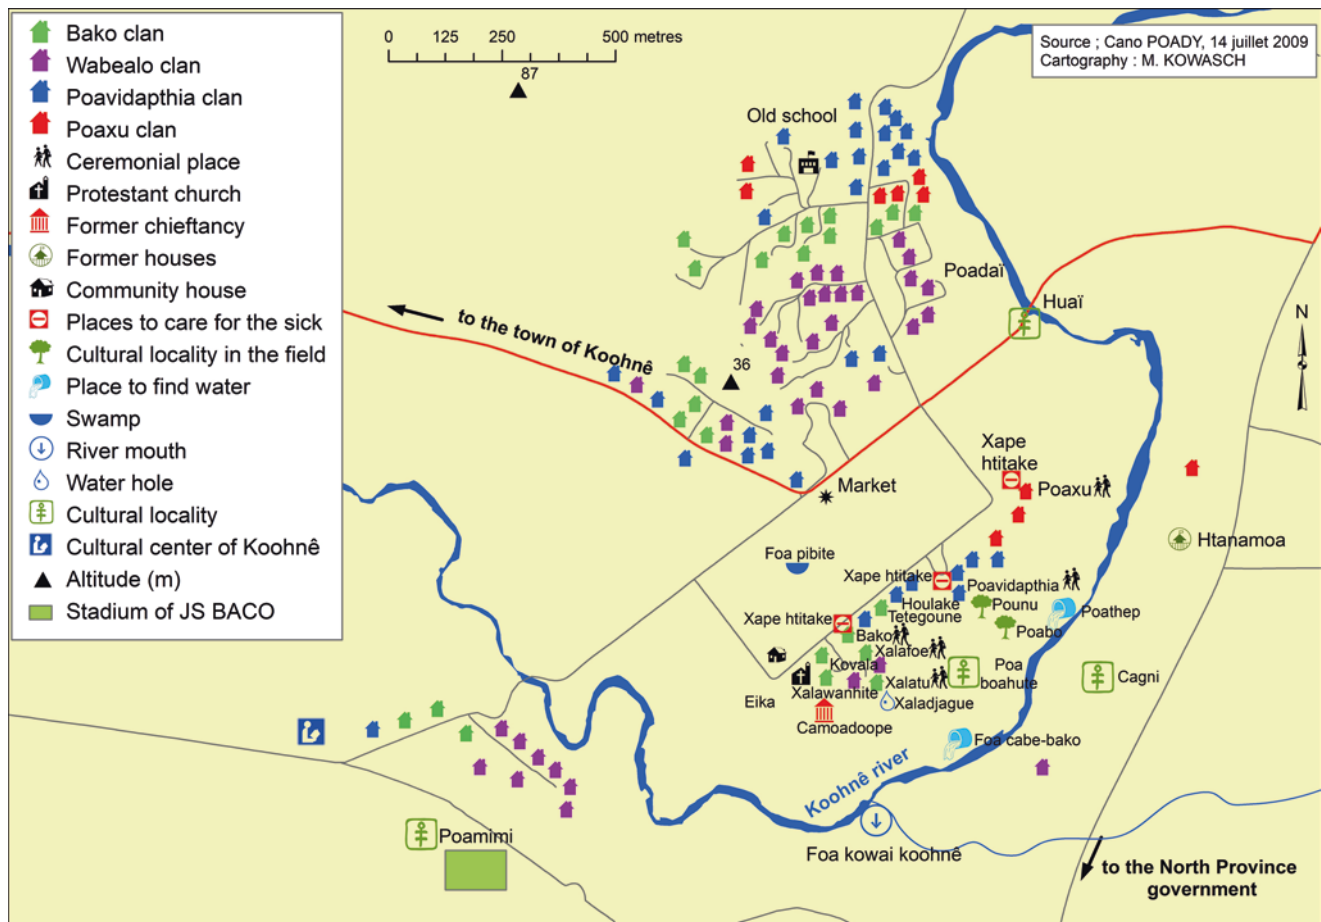 Bako clan
Wabealo clan
Poavidapthia clan
Poaxu clan
Ceremonial place
Protestant church
Former chieftancy
Former houses
Community house
Places to care for the sick
Cultural locality in the field
Place to find water
Swamp
River mouth
Water hole
Cultural locality
Cultural center of Koohnê
Altitude (m)
Stadium of JS BACO
0 125 250 500 metres
87
Source ; Cano POADY, 14 juillet 2009
Cartography : M. KOWASCH
Old school
Poadaï
Huaï
N
to the town of Koohnê
36
Xape
htitake
Market
Poaxu
Htanamoa
Foa pibite
Xape htitake
Poavidapthia
Houlake
Pounu
Poathep
Tetegoune
Xape htitake
Poabo
Bako
Xalafoe
Kovala
Poa
boahute
Cagni
Xalatu
Eika
Xalawanhite
Xaladjague
Camoadoope
Foa cabe-bako
Koohnê river
Poamimi
Foa kowai koohnê
to the North Province
government